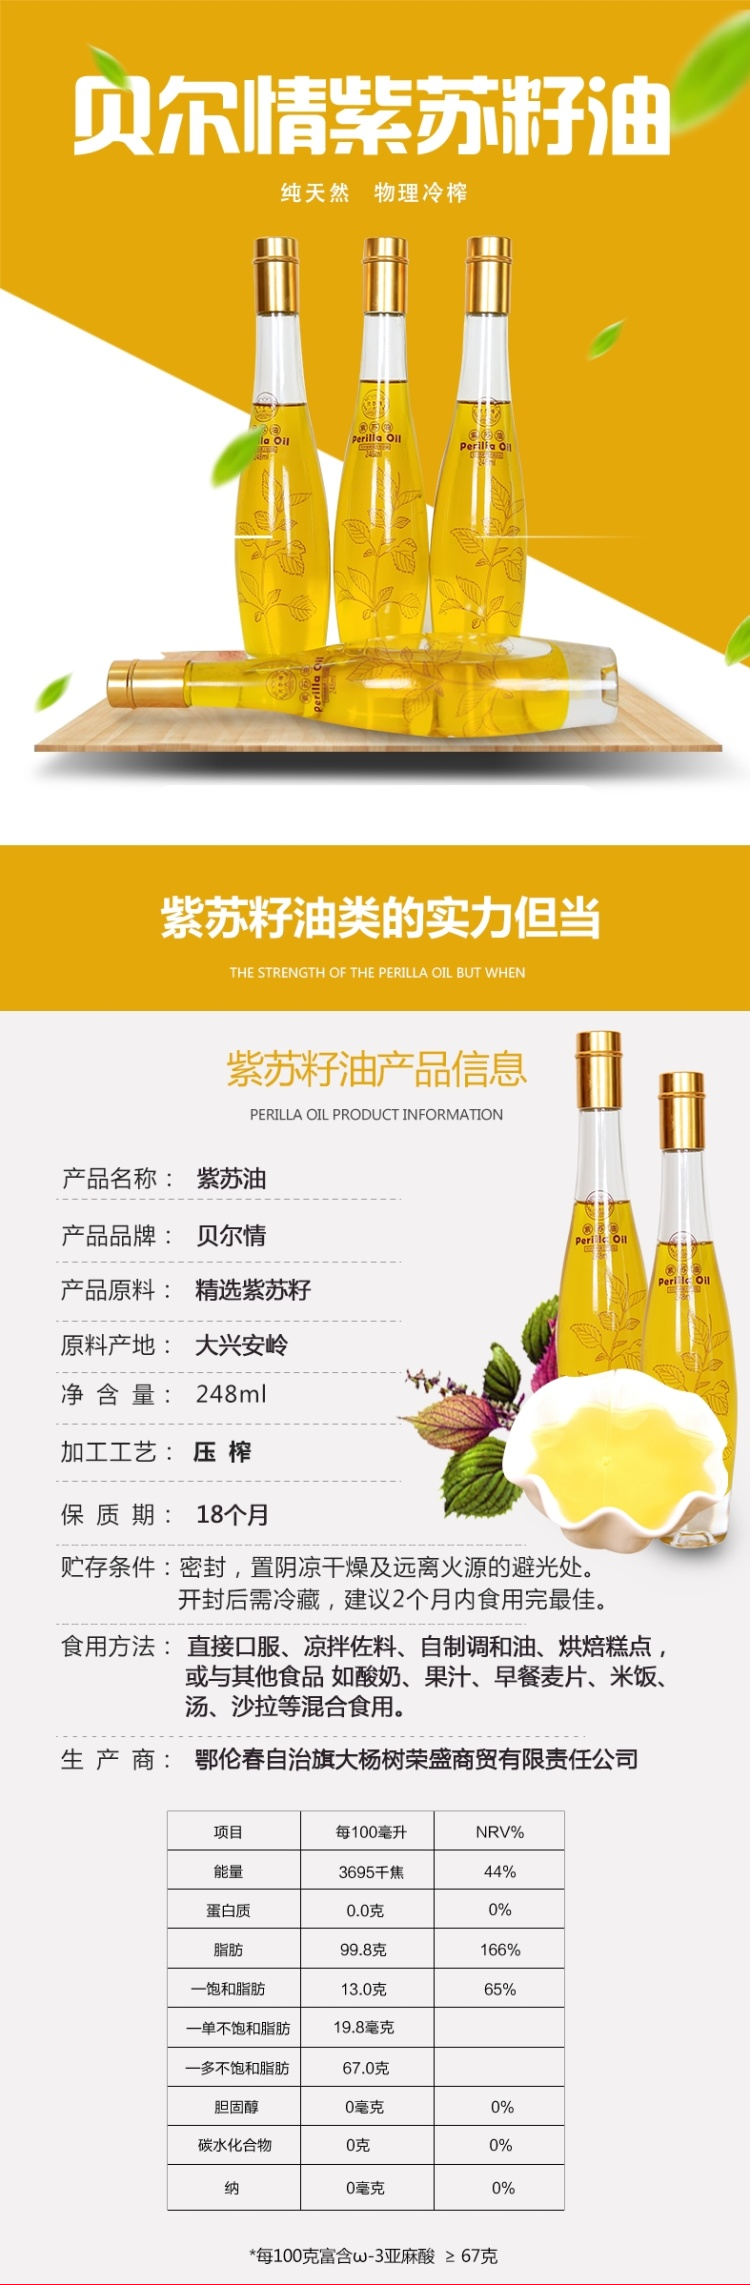 贝尔情紫苏籽油
纯天然 物理冷榨
Perilla Oil
Perilla Oil
248ml
Perilla Oil
紫苏籽油类的实力但当
THE STRENGTH OF THE PERILLA OIL BUT WHEN
紫苏籽油产品信息
PERILLA OIL PRODUCT INFORMATION
产品名称： 紫苏油
产品品牌： 贝尔情
产品原料： 精选紫苏籽
原料产地： 大兴安岭
净 含 量： 248ml
加工工艺： 压 榨
保 质 期： 18个月
贮存条件：密封，置阴凉干燥及远离火源的避光处。
开封后需冷藏，建议2个月内食用完最佳。
食用方法： 直接口服、凉拌佐料、自制调和油、烘焙糕点，
或与其他食品 如酸奶、果汁、早餐麦片、米饭、
汤、沙拉等混合食用。
生 产 商： 鄂伦春自治旗大杨树荣盛商贸有限责任公司
Perilla Oil
Perilla Oil
项目 每100毫升 NRV%
能量 3695千焦 44%
蛋白质 0.0克 0%
脂肪 99.8克 166%
一饱和脂肪 13.0克 65%
一单不饱和脂肪 19.8毫克
一多不饱和脂肪 67.0克
胆固醇 0毫克 0%
碳水化合物 0克 0%
纳 0毫克 0%
*每100克富含ω-3亚麻酸 ≥ 67克